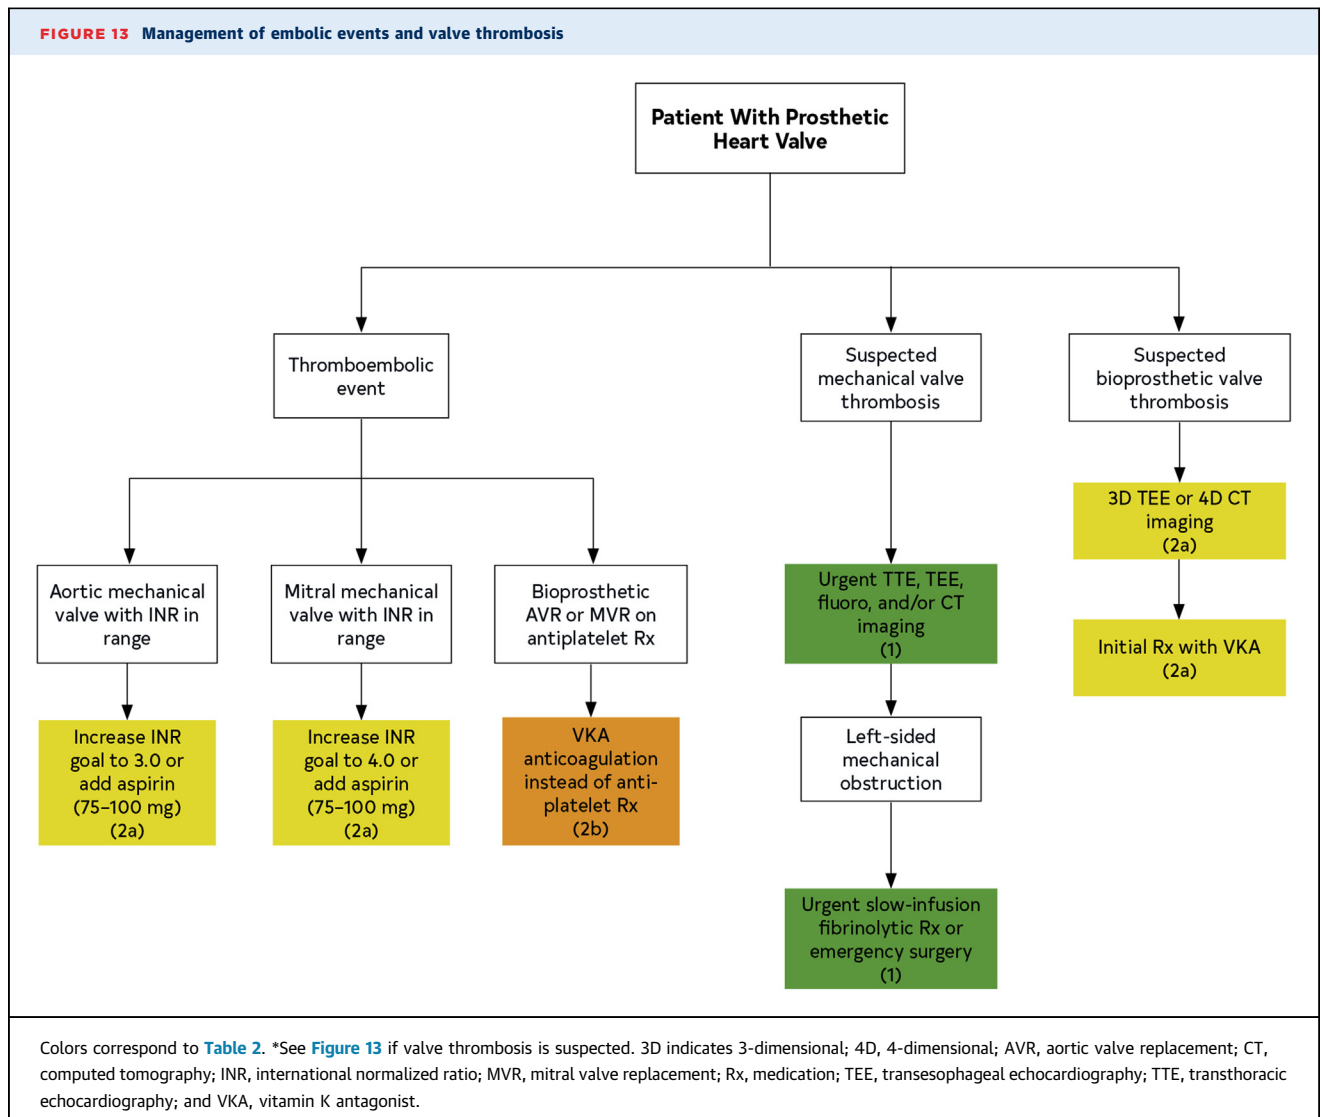 FIGURE 13 Management of embolic events and valve thrombosis
Patient With Prosthetic
Heart Valve
Thromboembolic
event
Suspected
mechanical valve
thrombosis
Suspected
bioprosthetic valve
thrombosis
Aortic mechanical
valve with INR in
range
Mitral mechanical
valve with INR in
range
Bioprosthetic
AVR or MVR on
antiplatelet Rx
Urgent TTE, TEE,
fluoro, and/or CT
imaging
(1)
3D TEE or 4D CT
imaging
(2a)
Initial Rx with VKA
(2a)
Increase INR
goal to 3.0 or
add aspirin
(75–100 mg)
(2a)
Increase INR
goal to 4.0 or
add aspirin
(75–100 mg)
(2a)
VKA
anticoagulation
instead of anti-
platelet Rx
(2b)
Left-sided
mechanical
obstruction
Urgent slow-infusion
fibrinolytic Rx or
emergency surgery
(1)
Colors correspond to Table 2. *See Figure 13 if valve thrombosis is suspected. 3D indicates 3-dimensional; 4D, 4-dimensional; AVR, aortic valve replacement; CT,
computed tomography; INR, international normalized ratio; MVR, mitral valve replacement; Rx, medication; TEE, transesophageal echocardiography; TTE, transthoracic
echocardiography; and VKA, vitamin K antagonist.